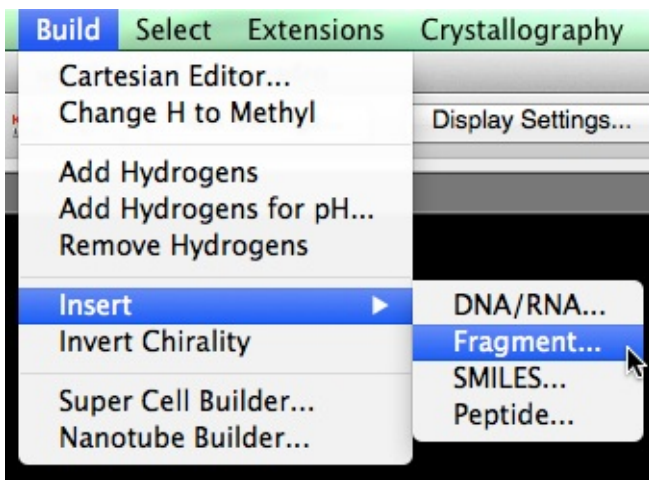 Build Select Extensions Crystallography
Cartesian Editor...
Change H to Methyl
Display Settings...
Add Hydrogens
Add Hydrogens for pH...
Remove Hydrogens
Insert
Invert Chirality
Super Cell Builder...
Nanotube Builder...
DNA/RNA...
Fragment...
SMILES...
Peptide...